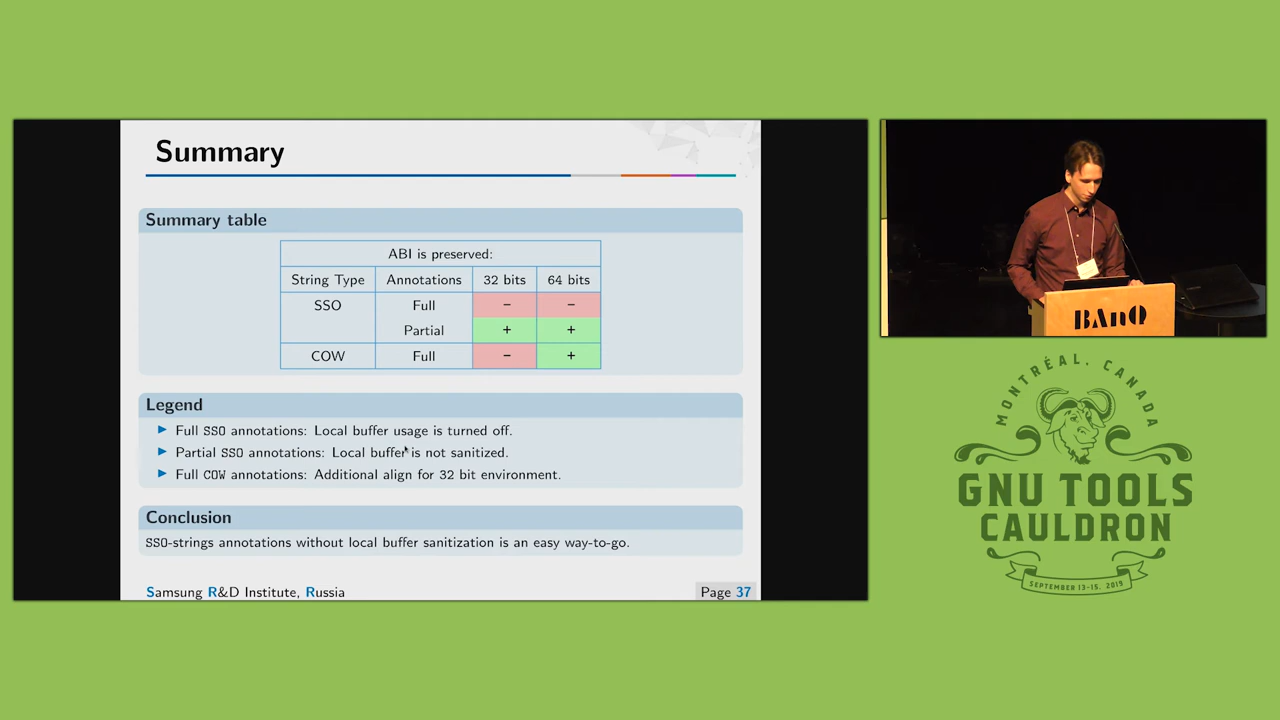 Summary
Summary table
ABI is preserved:
String Type Annotations 32 bits 64 bits
SSO Full - -
Partial + +
COW Full - +
Legend
Full SSO annotations: Local buffer usage is turned off.
Partial SSO annotations: Local buffer is not sanitized.
Full COW annotations: Additional align for 32 bit environment.
Conclusion
SSO-strings annotations without local buffer sanitization is an easy way-to-go.
Samsung R&D Institute, Russia
Page 37
BAnQ
MONTRÉAL, CANADA
GNU TOOLS
CAULDRON
SEPTEMBER 13-15, 2019